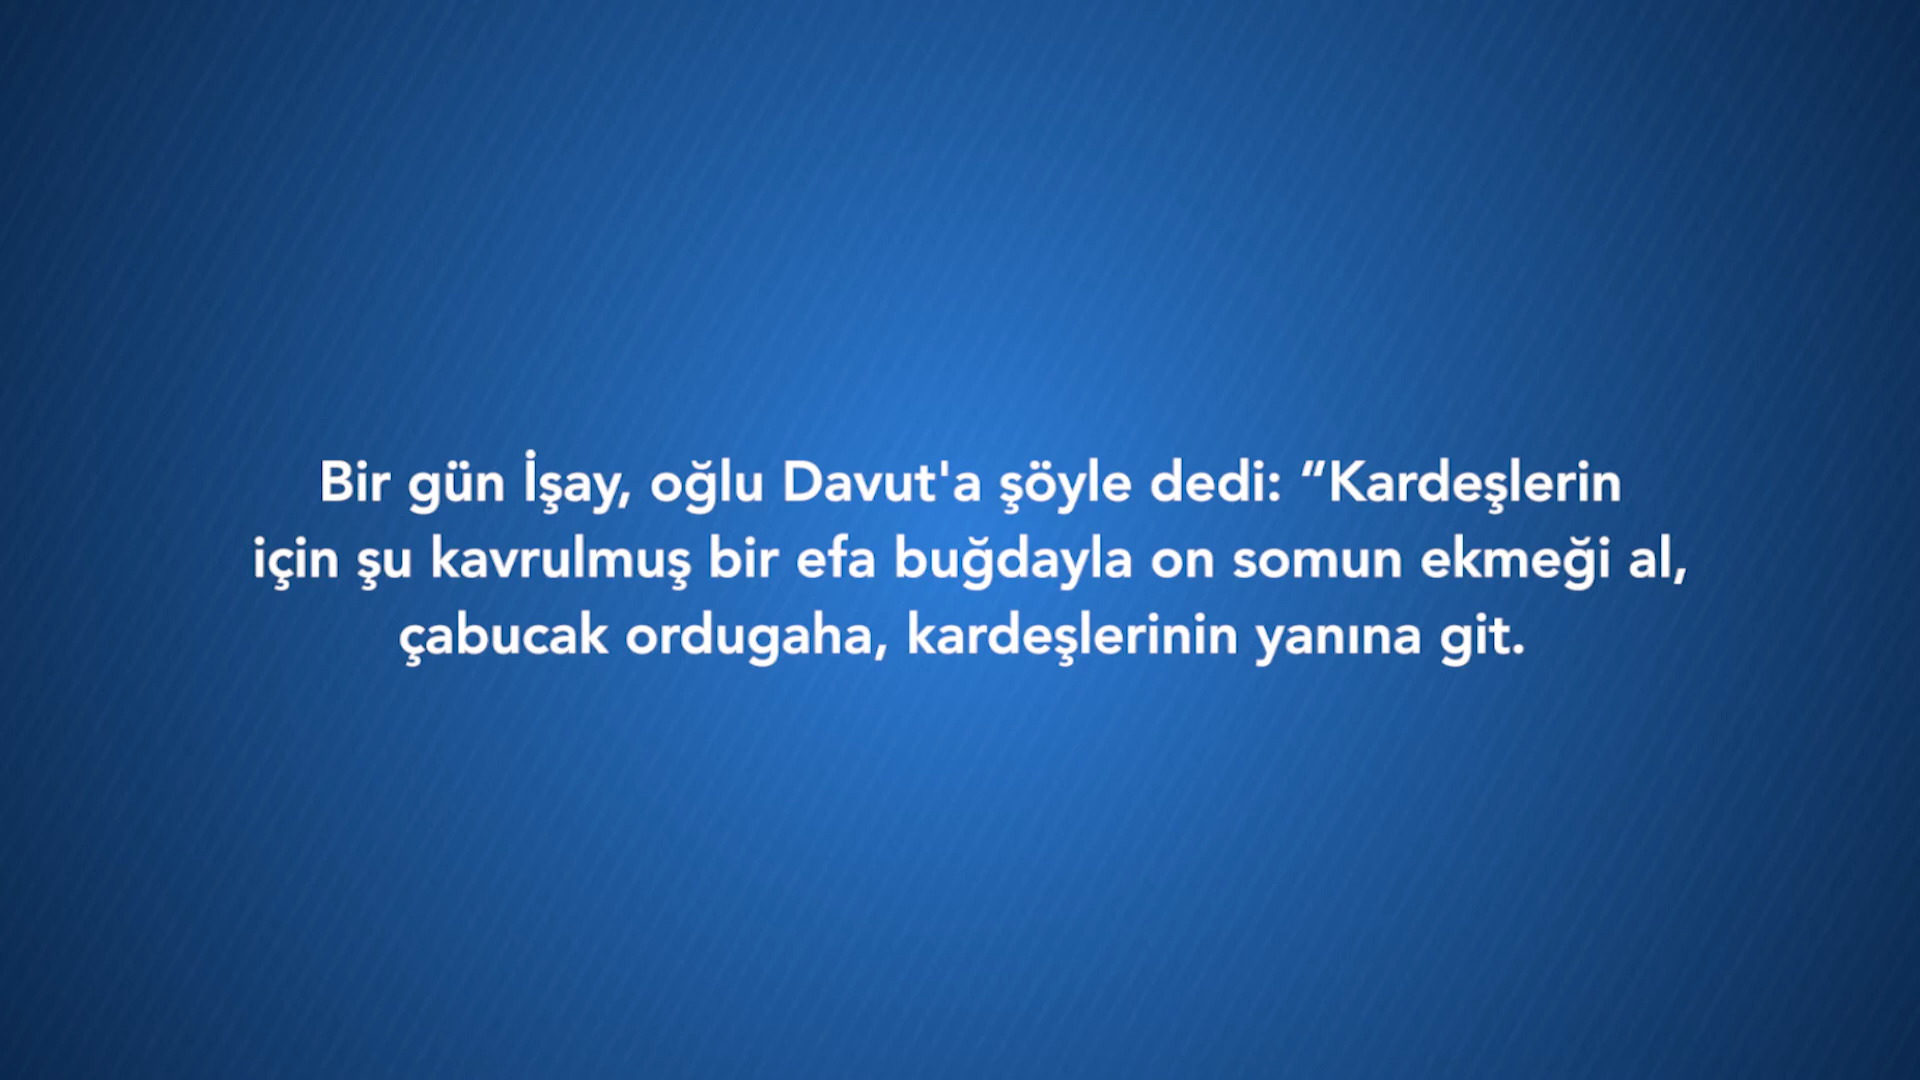 Bir gün İşay, oğlu Davut'a şöyle dedi: “Kardeşlerin
için şu kavrulmuş bir efa buğdayla on somun ekmeği al,
çabucak ordugaha, kardeşlerinin yanına git.